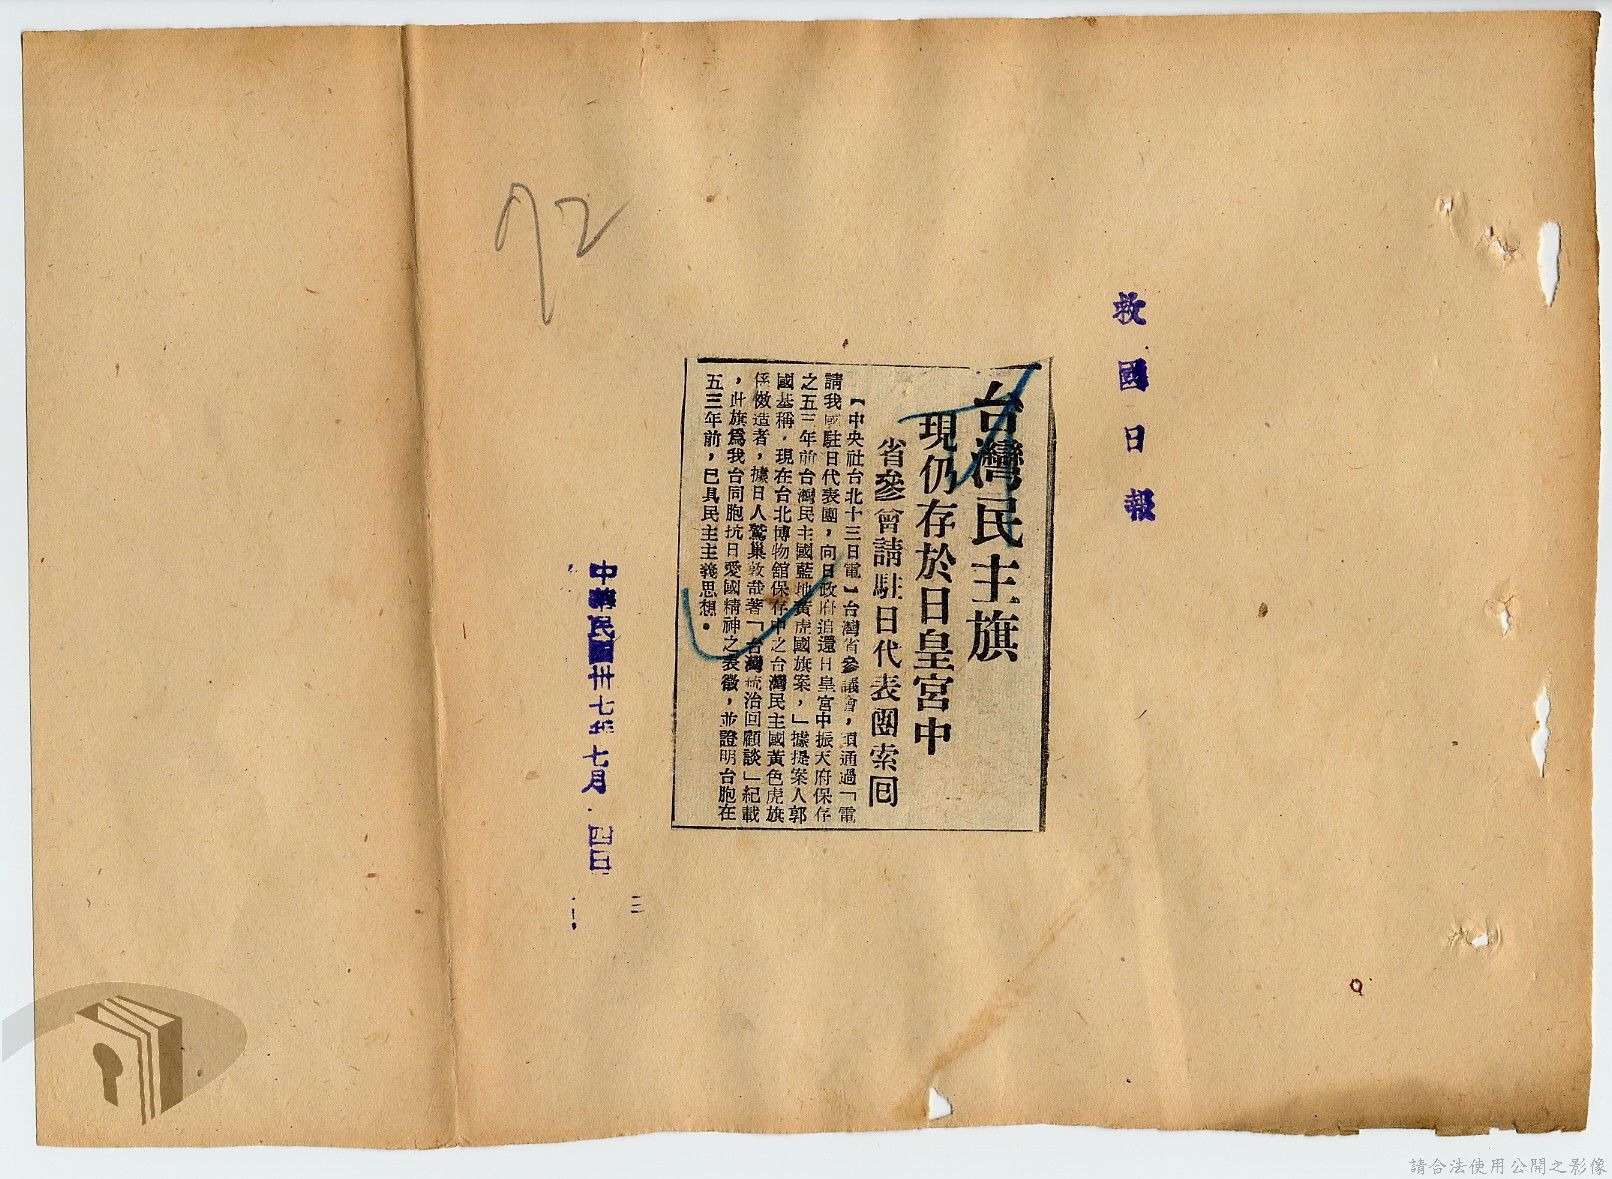 救國日報
台灣民主旗
現仍存於日皇宮中
省參會請駐日代表團索回
【中央社台北十三日電】台灣省參議會，頃通過「電
請我國駐日代表團，向日政府追還日皇宮中振天府保存
之五三年前台灣民主國藍地黃虎國旗案，」據提案人郭
國基稱，現在台北博物舘保存中之台灣民主國黃色虎旗
係倣造者，據日人鷲巢敦哉著「台灣統治回顧談」紀載
，此旗爲我台同胞抗日愛國精神之表徵，並證明台胞在
五三年前，已具民主主義思想。
中華民國卅七年七月 四日
三
92
請合法使用公開之影像